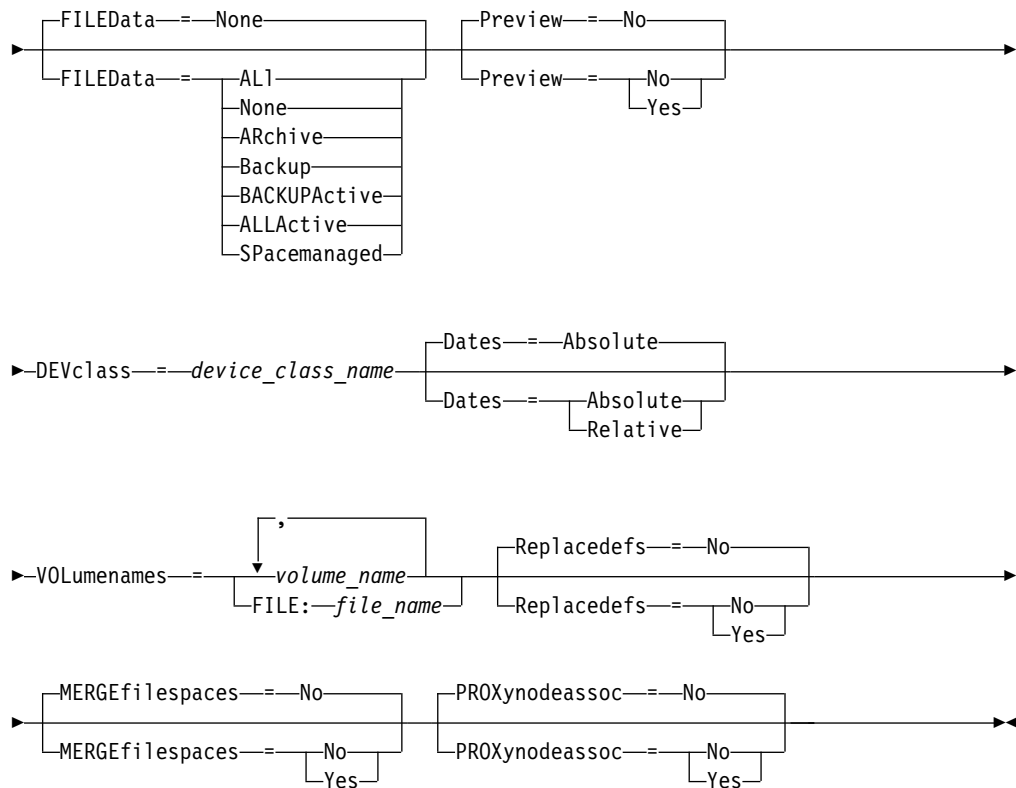 FILEData = None Preview = No
FILEData = ALl Preview = No
None Yes
ARchive
Backup
BACKUPActive
ALLActive
SPacemanaged
Dates = Absolute
DEVclass = device_class_name
Dates = Absolute
Relative
,
Replacedefs = No
VOLumenames = volume_name
FILE: file_name Replacedefs = No
Yes
MERGEfilespaces = No PROXynodeassoc = No
MERGEfilespaces = No PROXynodeassoc = No
Yes Yes